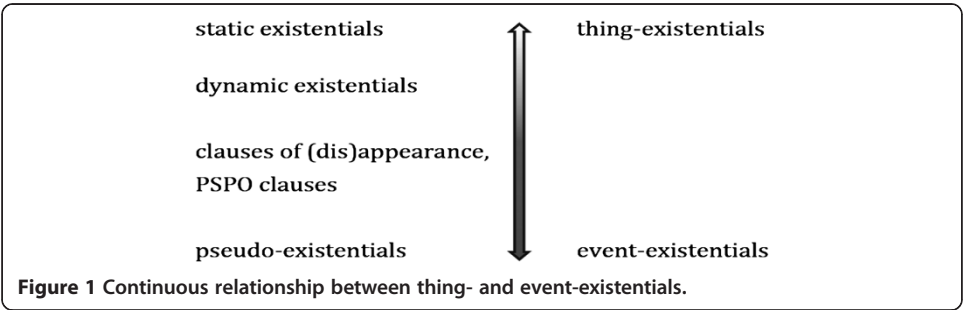 static existentials thing-existentials
dynamic existentials
clauses of (dis)appearance,
PSPO clauses
pseudo-existentials event-existentials
Figure 1 Continuous relationship between thing- and event-existentials.